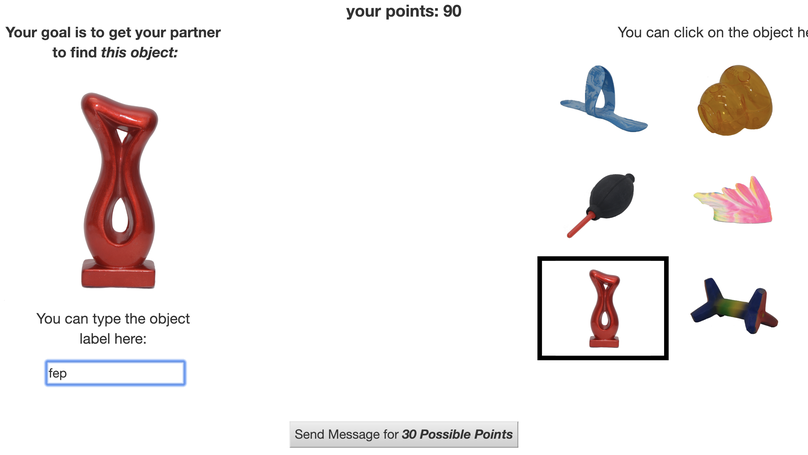 your points: 90
Your goal is to get your partner
to find this object:
You can click on the object he
You can type the object
label here:
fep
Send Message for 30 Possible Points